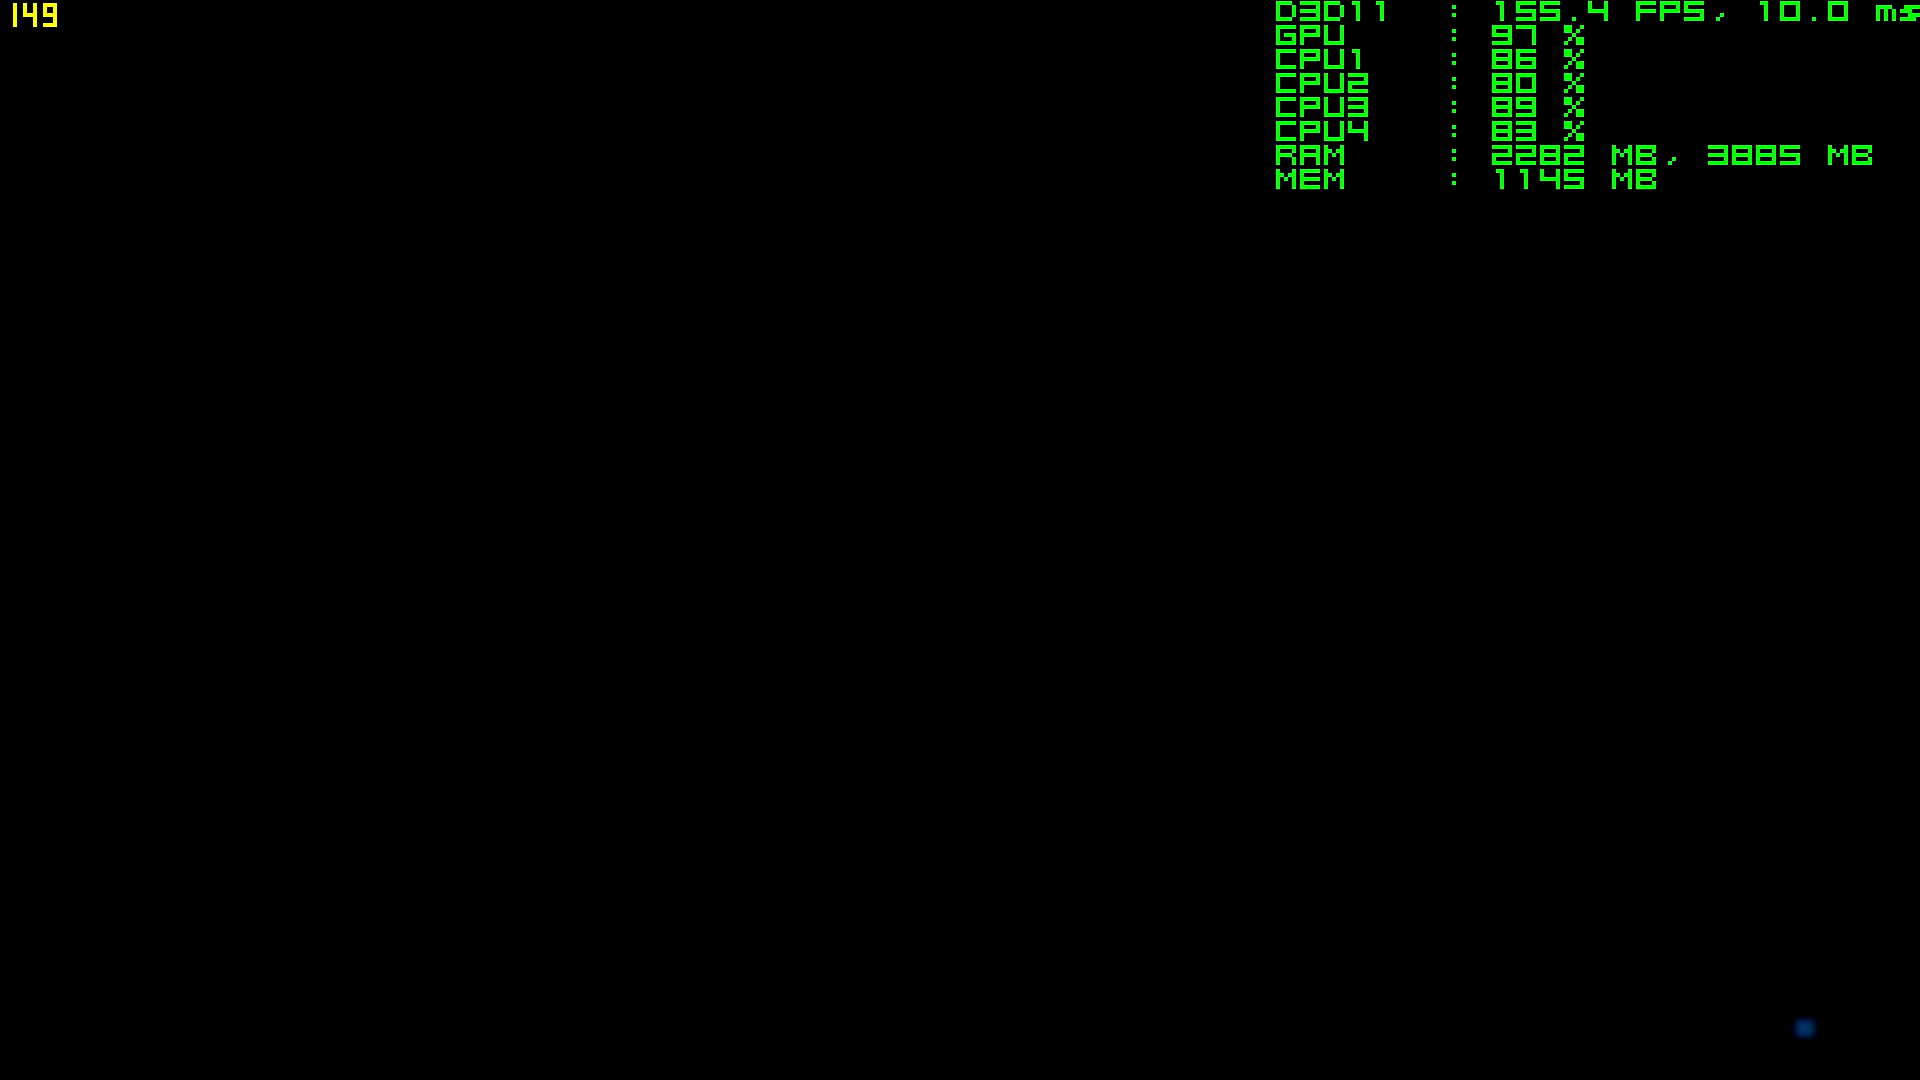 149
D3D11 : 155.4 FPS, 10.0 ms
GPU : 97 %
CPU1 : 86 %
CPU2 : 80 %
CPU3 : 89 %
CPU4 : 83 %
RAM : 2282 MB, 3885 MB
MEM : 1145 MB